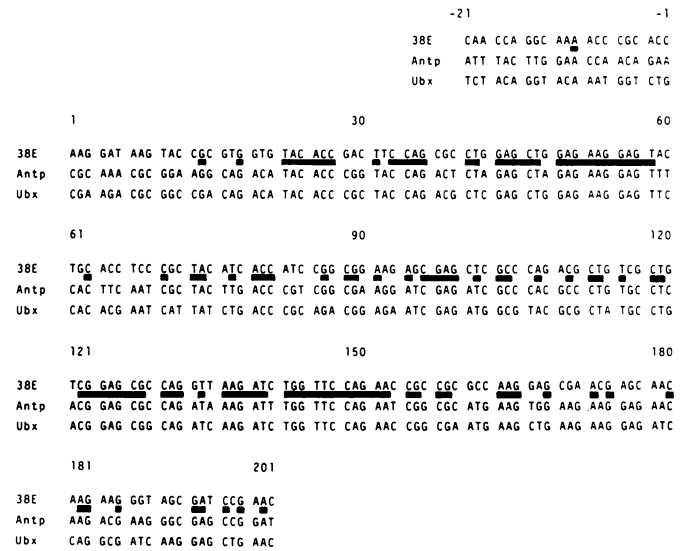 -21 -1
38E CAA CCA GGC AAA ACC CGC ACC
Antp ATT TAC TTG GAA CCA ACA GAA
Ubx TCT ACA GGT ACA AAT GGT CTG
1 30 60
38E AAG GAT AAG TAC CGC GTG GTG TAC ACC GAC TTC CAG CGC CTG GAG CTG GAG AAG GAG TAC
Antp CGC AAA CGC GGA AGG CAG ACA TAC ACC CGG TAC CAG ACT CTA GAG CTA GAG AAG GAG TTT
Ubx CGA AGA CGC GGC CGA CAG ACA TAC ACC CGC TAC CAG ACG CTC GAG CTG GAG AAG GAG TTC
61 90 120
38E TGC ACC TCC CGC TAC ATC ACC ATC CGG CGG AAG AGC GAG CTC GCC CAG ACG CTG TCG CTG
Antp CAC TTC AAT CGC TAC TTG ACC CGT CGG CGA AGG ATC GAG ATC GCC CAC GCC CTG TGC CTC
Ubx CAC ACG AAT CAT TAT CTG ACC CGC AGA CGG AGA ATC GAG ATG GCG TAC GCG CTA TGC CTG
121 150 180
38E TCG GAG CGC CAG GTT AAG ATC TGG TTC CAG AAC CGC CGC GCC AAG GAG CGA ACG AGC AAC
Antp ACG GAG CGC CAG ATA AAG ATT TGG TTC CAG AAT CGG CGC ATG AAG TGG AAG AAG GAG AAC
Ubx ACG GAG CGG CAG ATC AAG ATC TGG TTC CAG AAC CGG CGA ATG AAG CTG AAG AAG GAG ATC
181 201
38E AAG AAG GGT AGC GAT CCG AAC
Antp AAG ACG AAG GGC GAG CCG GAT
Ubx CAG GCG ATC AAG GAG CTG AAC